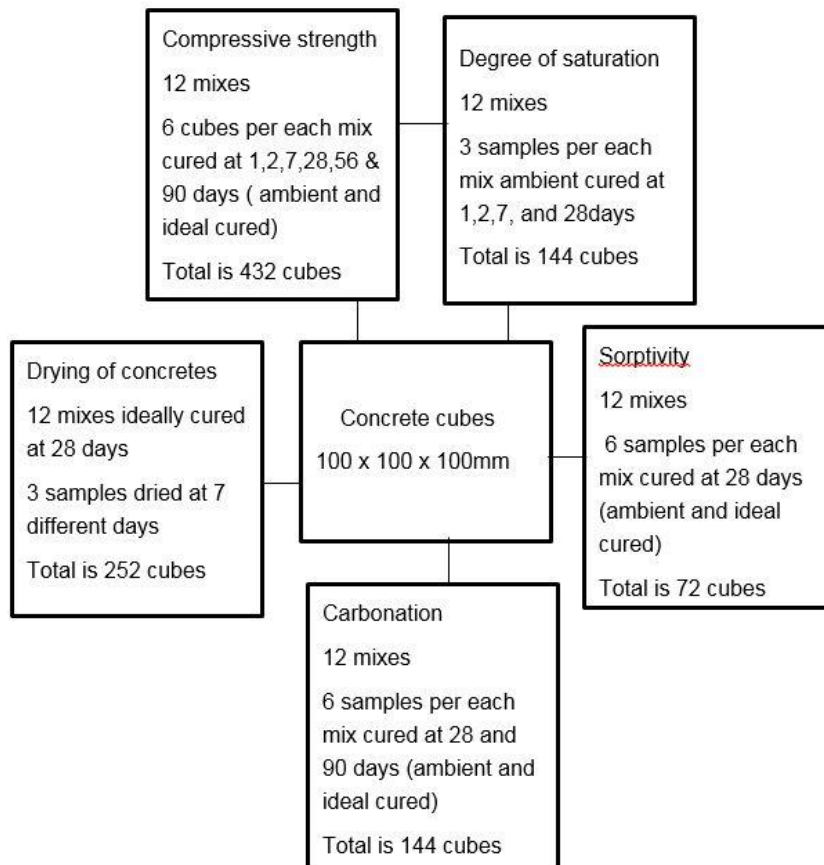 Compressive strength
12 mixes
6 cubes per each mix
cured at 1,2,7,28,56 &
90 days ( ambient and
ideal cured)
Total is 432 cubes
Degree of saturation
12 mixes
3 samples per each
mix ambient cured at
1,2,7, and 28days
Total is 144 cubes
Drying of concretes
12 mixes ideally cured
at 28 days
3 samples dried at 7
different days
Total is 252 cubes
Concrete cubes
100 x 100 x 100mm
Sorptivity
12 mixes
6 samples per each
mix cured at 28 days
(ambient and ideal
cured)
Total is 72 cubes
Carbonation
12 mixes
6 samples per each
mix cured at 28 and
90 days (ambient and
ideal cured)
Total is 144 cubes